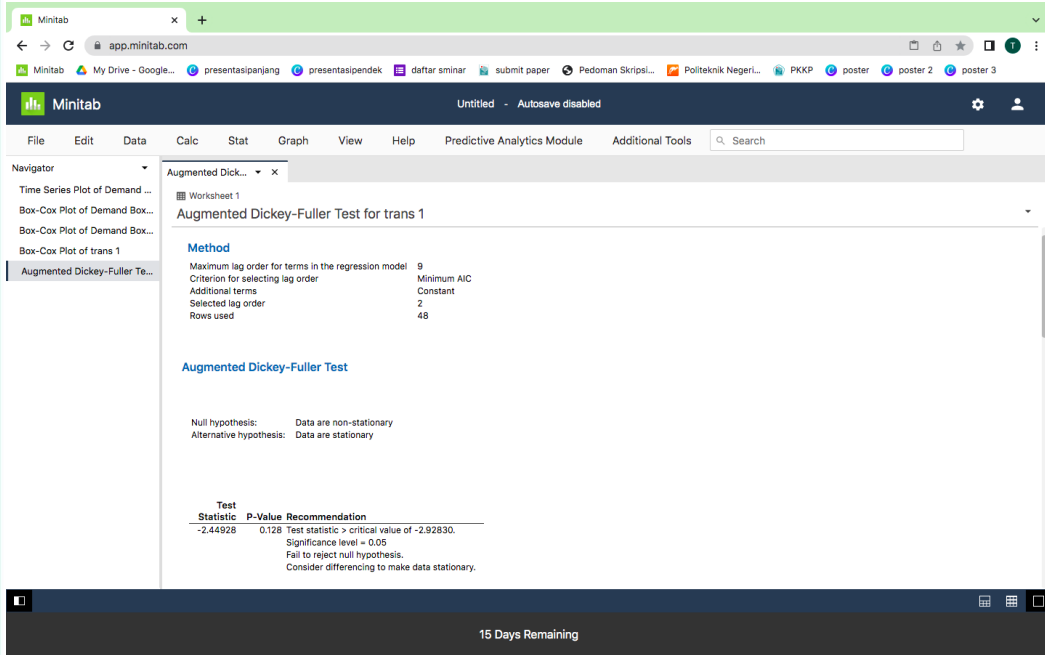 Minitab
app.minitab.com
Minitab My Drive - Google... presentasipanjang presentasipendek daftar sminar submit paper Pedoman Skripsi... Politeknik Negeri... PKKP poster poster 2 poster 3
Minitab Untitled - Autosave disabled
File Edit Data Calc Stat Graph View Help Predictive Analytics Module Additional Tools Search
Navigator
Time Series Plot of Demand ...
Box-Cox Plot of Demand Box...
Box-Cox Plot of Demand Box...
Box-Cox Plot of trans 1
Augmented Dickey-Fuller Te...
Augmented Dick...
Worksheet 1
Augmented Dickey-Fuller Test for trans 1
Method
Maximum lag order for terms in the regression model 9
Criterion for selecting lag order Minimum AIC
Additional terms Constant
Selected lag order 2
Rows used 48
Augmented Dickey-Fuller Test
Null hypothesis: Data are non-stationary
Alternative hypothesis: Data are stationary
Test
Statistic P-Value Recommendation
-2.44928 0.128 Test statistic > critical value of -2.92830.
Significance level = 0.05
Fail to reject null hypothesis.
Consider differencing to make data stationary.
15 Days Remaining